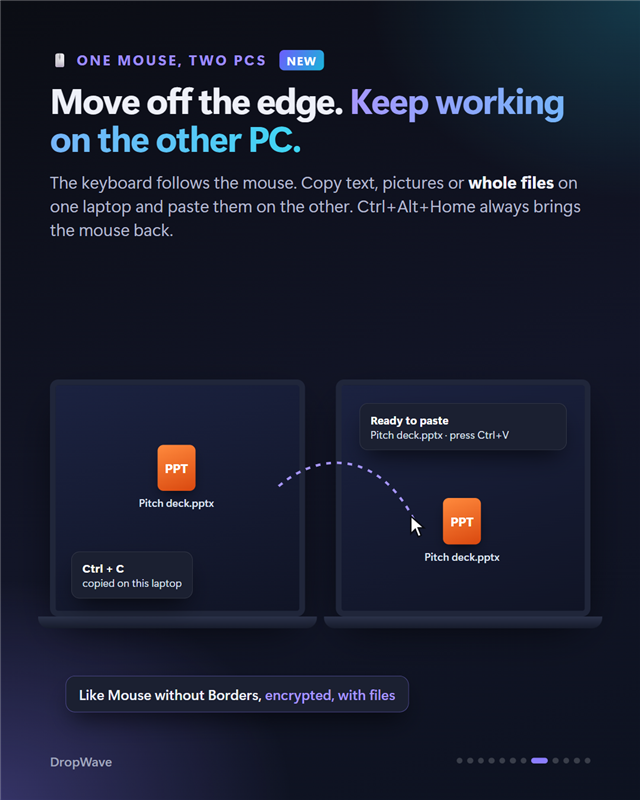 ONE MOUSE, TWO PCS NEW
Move off the edge. Keep working
on the other PC.
The keyboard follows the mouse. Copy text, pictures or whole files on
one laptop and paste them on the other. Ctrl+Alt+Home always brings
the mouse back.
PPT
Pitch deck.pptx
Ctrl + C
copied on this laptop
Ready to paste
Pitch deck.pptx · press Ctrl+V
PPT
Pitch deck.pptx
Like Mouse without Borders, encrypted, with files
DropWave